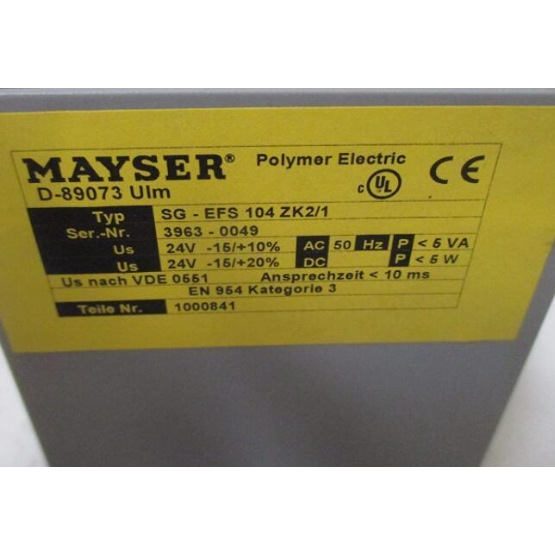 MAYSER® Polymer Electric
D-89073 Ulm
c UL ® CE
Typ SG - EFS 104 ZK2/1
Ser.-Nr. 3963 - 0049
Us 24V -15/+10% AC 50 Hz P < 5 VA
Us 24V -15/+20% DC P < 5 W
Us nach VDE 0551 Ansprechzeit < 10 ms
EN 954 Kategorie 3
Teile Nr. 1000841